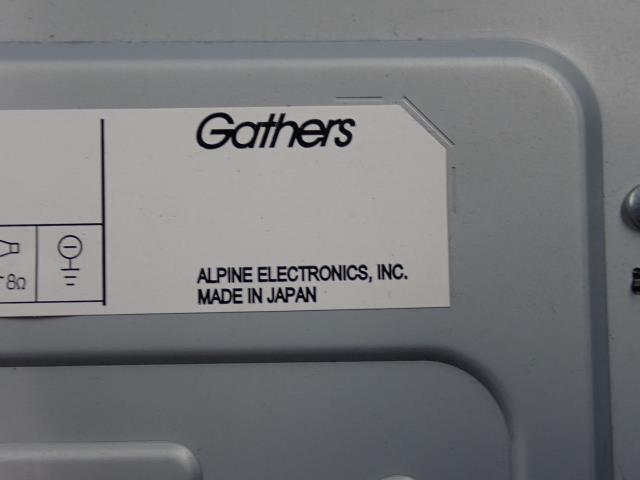 Gathers
8Ω
ALPINE ELECTRONICS, INC.
MADE IN JAPAN